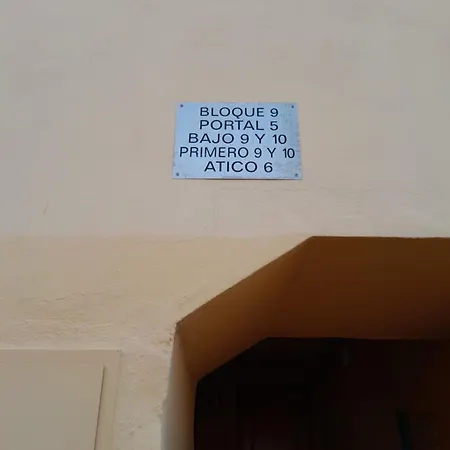 BLOQUE 9
PORTAL 5
BAJO 9 Y 10
PRIMERO 9 Y 10
ATICO 6